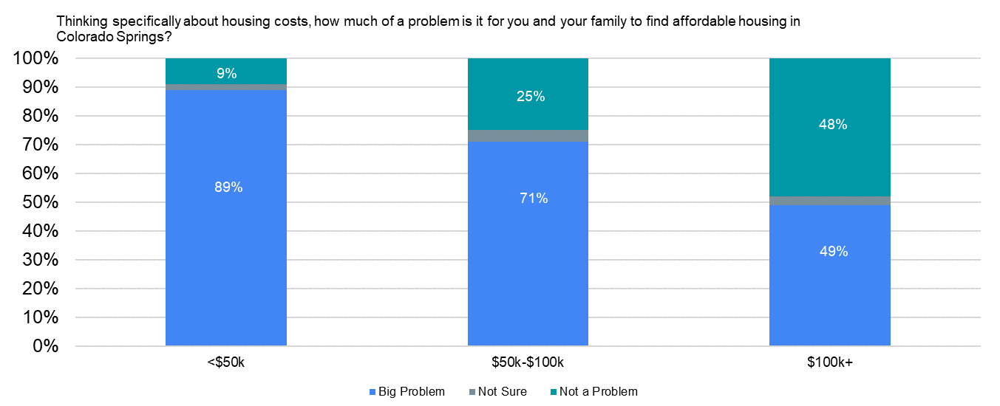 Thinking specifically about housing costs, how much of a problem is it for you and your family to find affordable housing in
Colorado Springs?
100%
90%
80%
70%
60%
50%
40%
30%
20%
10%
0%
9%
89%
25%
71%
48%
49%
<$50k
$50k-$100k
$100k+
Big Problem
Not Sure
Not a Problem